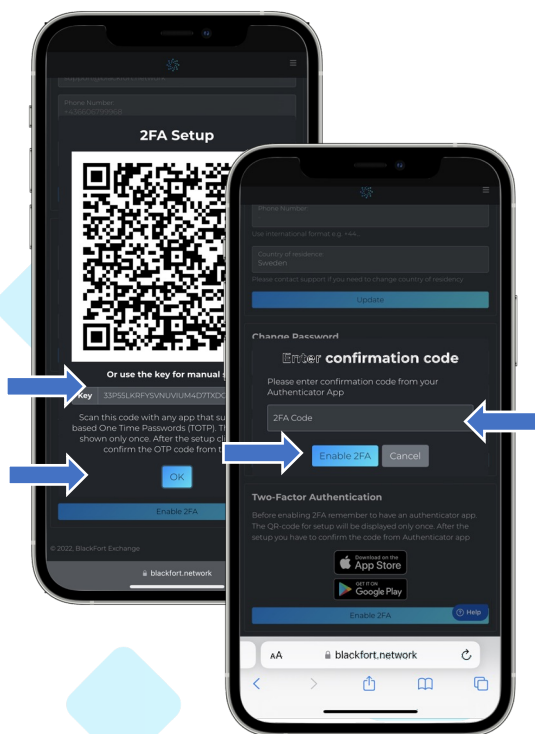 Phone Number:
2FA Setup
Or use the key for manual s
Key
Scan this code with any app that su
based One Time Passwords (TOTP). Th
shown only once. After the setup cl
confirm the OTP code from t
OK
Enable 2FA
© 2022, BlackFort Exchange
blackfort.network
Phone Number:
Use international format e.g. +44...
Country of residence:
Sweden
Please contact support if you need to change country of residency
Update
Change Password
Enter confirmation code
Please enter confirmation code from your
Authenticator App
2FA Code
Enable 2FA
Cancel
Two-Factor Authentication
Before enabling 2FA remember to have an authenticator app.
The QR-code for setup will be displayed only once. After the
setup you have to confirm the code from Authenticator app
Download on the
App Store
GET IT ON
Google Play
Enable 2FA
Help
AA
blackfort.network